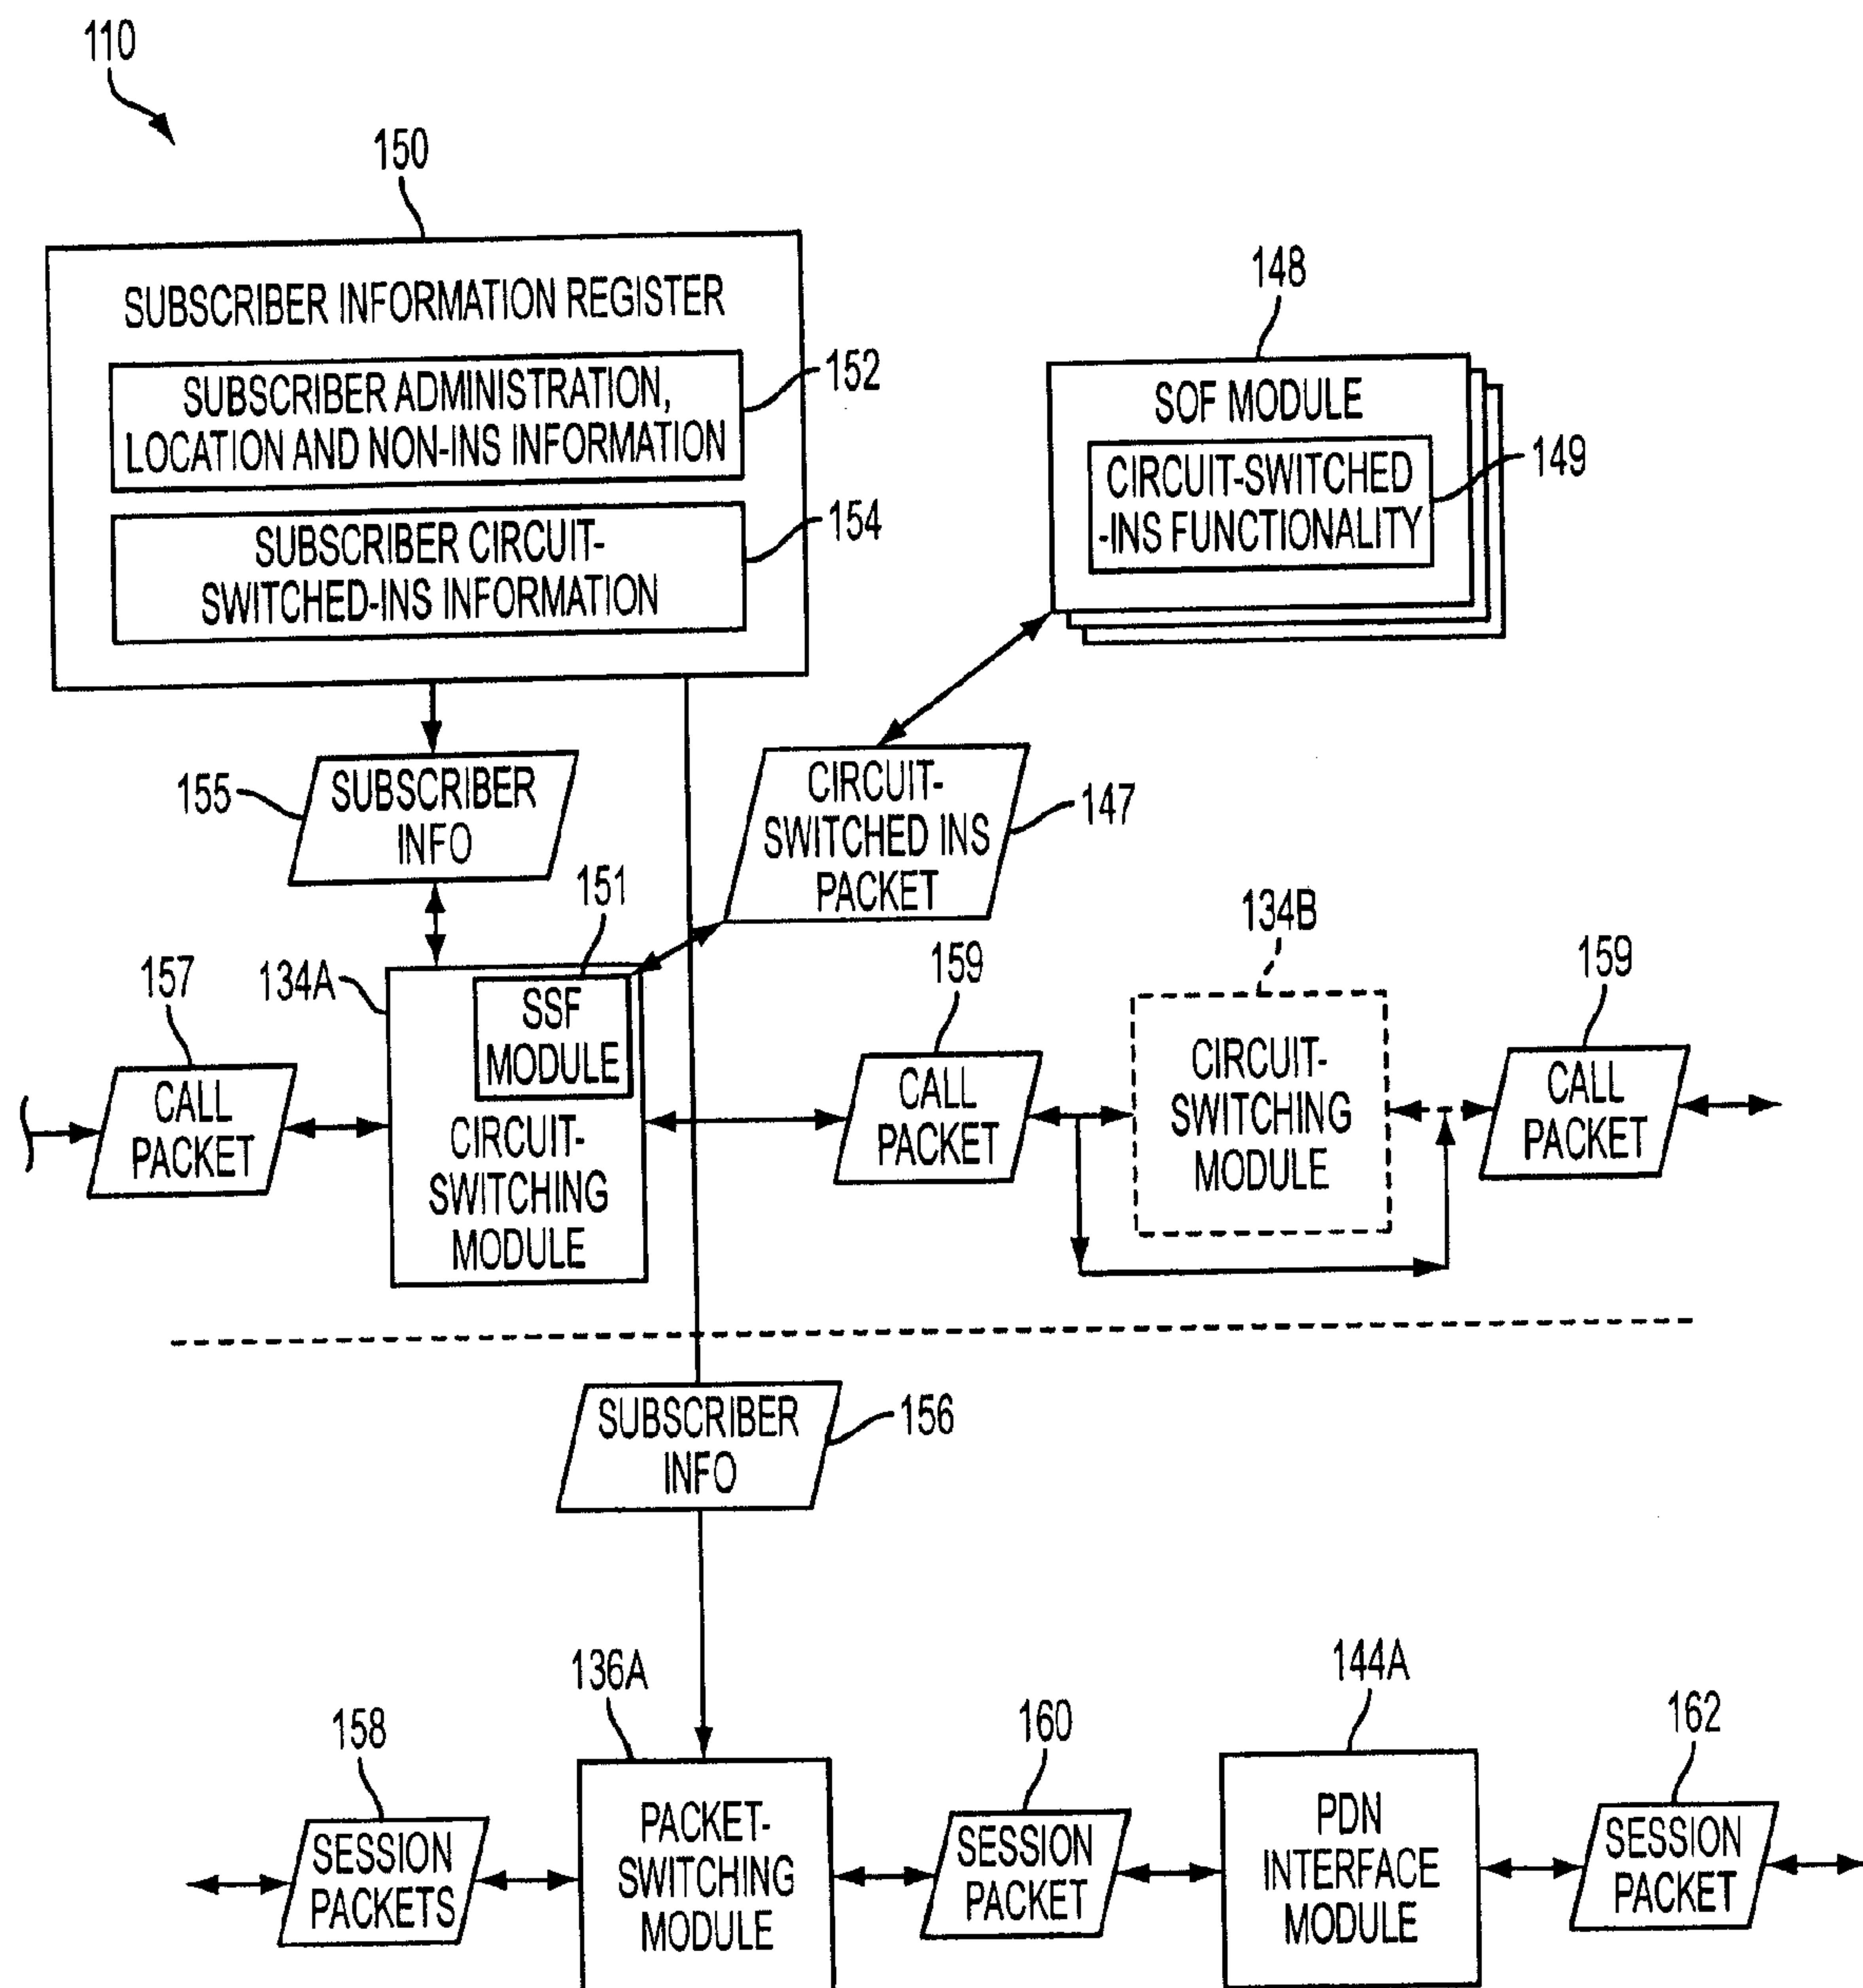 110
150
SUBSCRIBER INFORMATION REGISTER
SUBSCRIBER ADMINISTRATION,
LOCATION AND NON-INS INFORMATION
152
SUBSCRIBER CIRCUIT-
SWITCHED-INS INFORMATION
154
148
SOF MODULE
CIRCUIT-SWITCHED
-INS FUNCTIONALITY
149
155
SUBSCRIBER
INFO
CIRCUIT-
SWITCHED INS
PACKET
147
151
134A
SSF
MODULE
CIRCUIT-
SWITCHING
MODULE
157
CALL
PACKET
159
CALL
PACKET
134B
CIRCUIT-
SWITCHING
MODULE
159
CALL
PACKET
SUBSCRIBER
INFO
156
158
SESSION
PACKETS
136A
PACKET-
SWITCHING
MODULE
160
SESSION
PACKET
144A
PDN
INTERFACE
MODULE
162
SESSION
PACKET